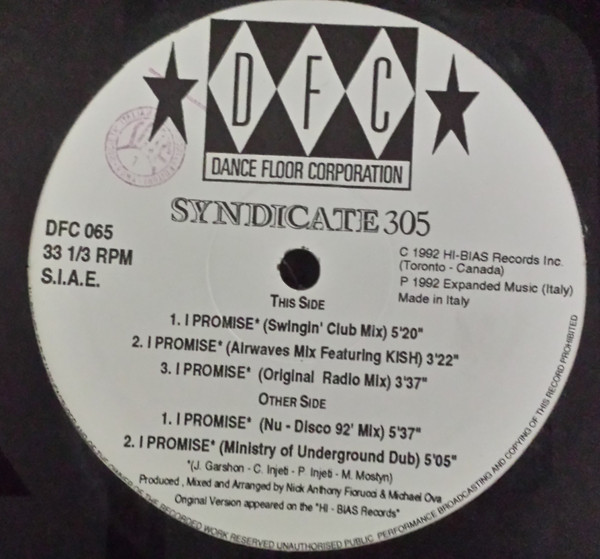 DFC
DANCE FLOOR CORPORATION
SYNDICATE 305
DFC 065
33 1/3 RPM
S.I.A.E.
C 1992 HI-BIAS Records Inc.
(Toronto - Canada)
P 1992 Expanded Music (Italy)
Made in Italy
THIS SIDE
1. I PROMISE* (Swingin' Club Mix) 5'20"
2. I PROMISE* (Airwaves Mix Featuring KISH) 3'22"
3. I PROMISE* (Original Radio Mix) 3'37"
OTHER SIDE
1. I PROMISE* (Nu - Disco 92' Mix) 5'37"
2. I PROMISE* (Ministry of Underground Dub) 5'05"
*(J. Garshon - C. Injeti - P. Injeti - M. Mostyn)
Produced , Mixed and Arranged by Nick Anthony Fiorucci & Michael Ova
Original Version appeared on the "HI - BIAS Records"
OF THE RECORDED WORK RESERVED UNAUTHORISED PUBLIC PERFORMANCE BROADCASTING AND COPYING OF THIS RECORD PROHIBITED